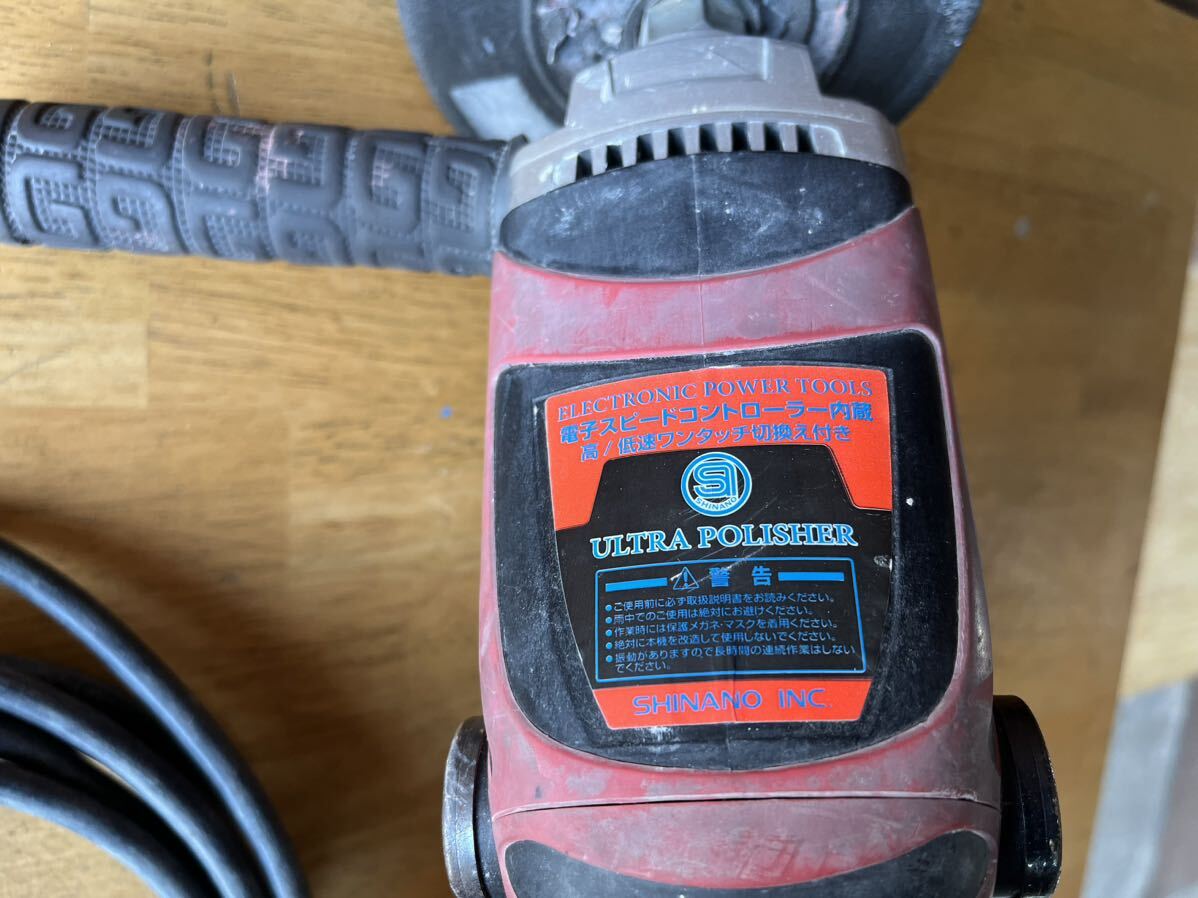 ELECTRONIC POWER TOOLS
電子スピードコントローラー内蔵
高/低速ワンタッチ切換え付き
SI
SHINANO
ULTRA POLISHER
警告
●ご使用前に必ず取扱説明書をお読みください。
●雨中でのご使用は絶対にお避けください。
●作業時には保護メガネ・マスクを着用ください。
●絶対に本機を改造して使用しないでください。
●振動がありますので長時間の連続作業はしない
でください。
SHINANO INC.